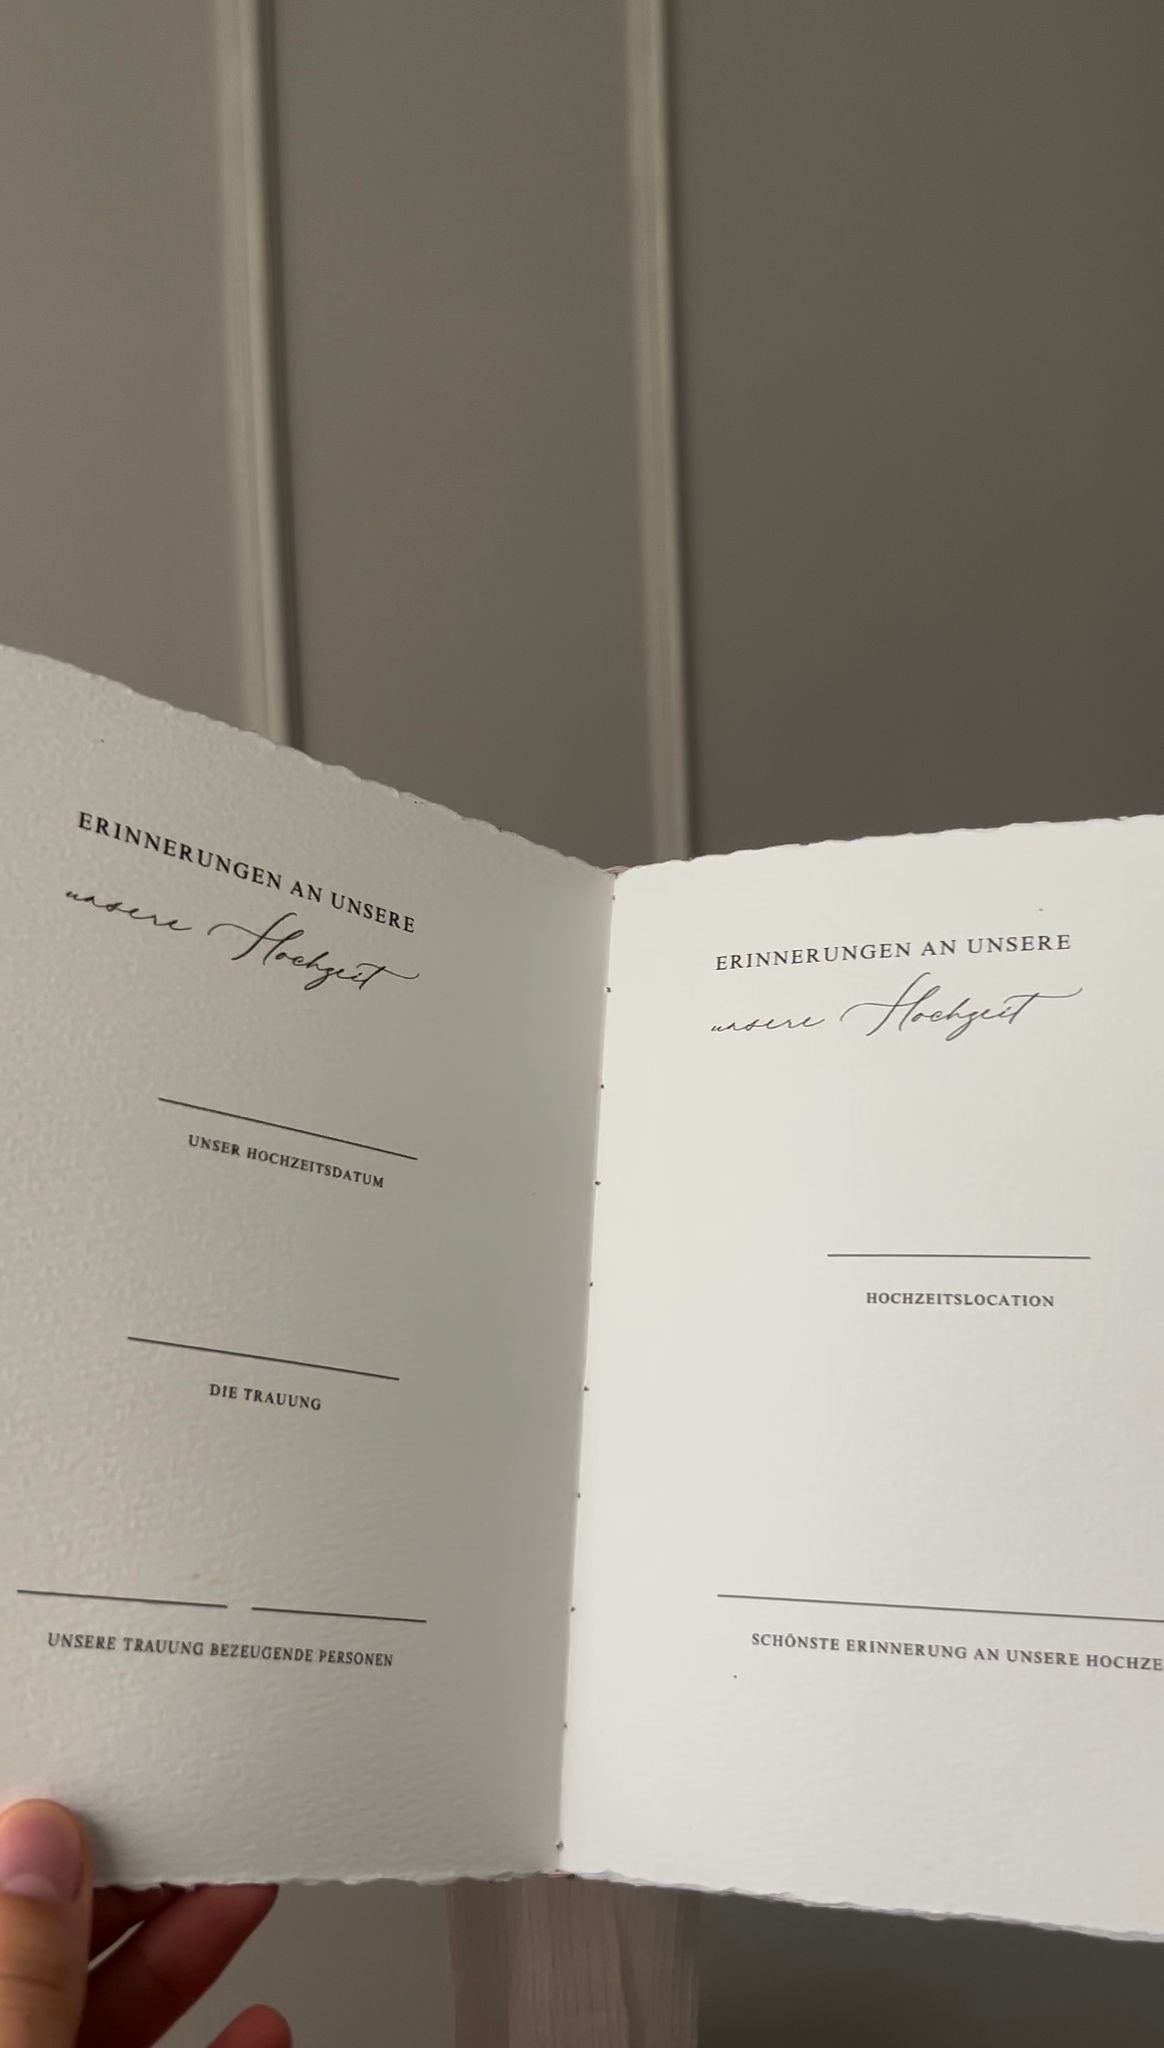 ERINNERUNGEN AN UNSERE
unsere Hochzeit
UNSER HOCHZEITSDATUM
DIE TRAUUNG
UNSERE TRAUUNG BEZEUGENDE PERSONEN
ERINNERUNGEN AN UNSERE
unsere Hochzeit
HOCHZEITSLOCATION
SCHÖNSTE ERINNERUNG AN UNSERE HOCHZE